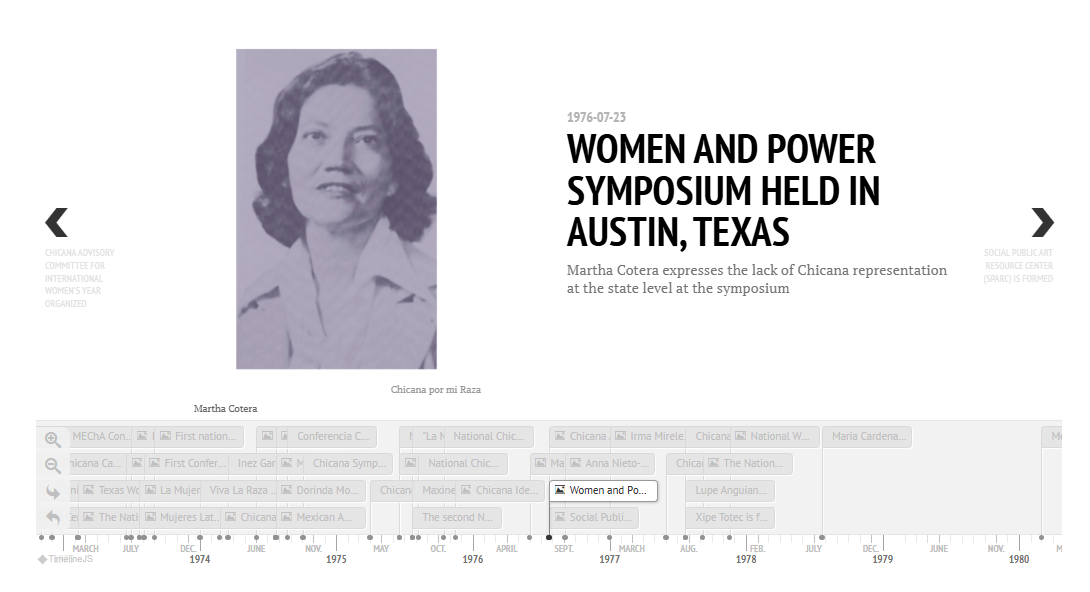 1976-07-23
WOMEN AND POWER
SYMPOSIUM HELD IN
AUSTIN, TEXAS
Martha Cotera expresses the lack of Chicana representation
at the state level at the symposium
CHICANA ADVISORY
COMMITTEE FOR
INTERNATIONAL
WOMEN'S YEAR
ORGANIZED
SOCIAL PUBLIC ART
RESOURCE CENTER
(SPARC) IS FORMED
Chicana por mi Raza
Martha Cotera
MEChA Con... First nation... Conferencia C... "La N National Chic... Chicana Irma Mirele Chicana National W... Maria Cardena...
hicana Ca... First Confer... Inez Gar Chicana Symp... National Chic... Ma Anna Nieto-... Chica The Nation...
Texas Wo La Mujer Viva La Raza ... Dorinda Mo... Chican Maxine Chicana Ide... Women and Po... Lupe Anguian...
The Nati Mujeres Lat... Chicana Mexican A... The second N... Social Publi... Xipe Totec is f...
MARCH JULY DEC. JUNE NOV. MAY OCT. APRIL SEPT. MARCH AUG. FEB. JULY DEC. JUNE NOV. M
TimelineJS 1974 1975 1976 1977 1978 1979 1980